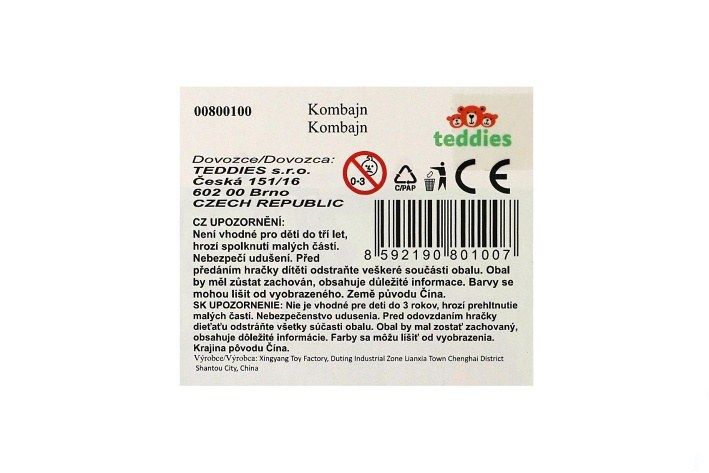 00800100
Kombajn
Kombajn
teddies
Dovozce/Dovozca:
TEDDIES s.r.o.
Česká 151/16
602 00 Brno
CZECH REPUBLIC
0-3
C/PAP
CE
8 592190 801007
CZ UPOZORNĚNÍ:
Není vhodné pro děti do tří let,
hrozí spolknutí malých částí.
Nebezpečí udušení. Před
předáním hračky dítěti odstraňte veškeré součásti obalu. Obal
by měl zůstat zachován, obsahuje důležité informace. Barvy se
mohou lišit od vyobrazeného. Země původu Čína.
SK UPOZORNENIE: Nie je vhodné pre deti do 3 rokov, hrozí prehltnutie
malých častí. Nebezpečenstvo udusenia. Pred odovzdaním hračky
dieťaťu odstráňte všetky súčasti obalu. Obal by mal zostať zachovaný,
obsahuje dôležité informácie. Farby sa môžu líšiť od vyobrazenia.
Krajina pôvodu Čína.
Výrobce/Výrobca: Xingyang Toy Factory, Duting Industrial Zone Lianxia Town Chenghai District
Shantou City, China